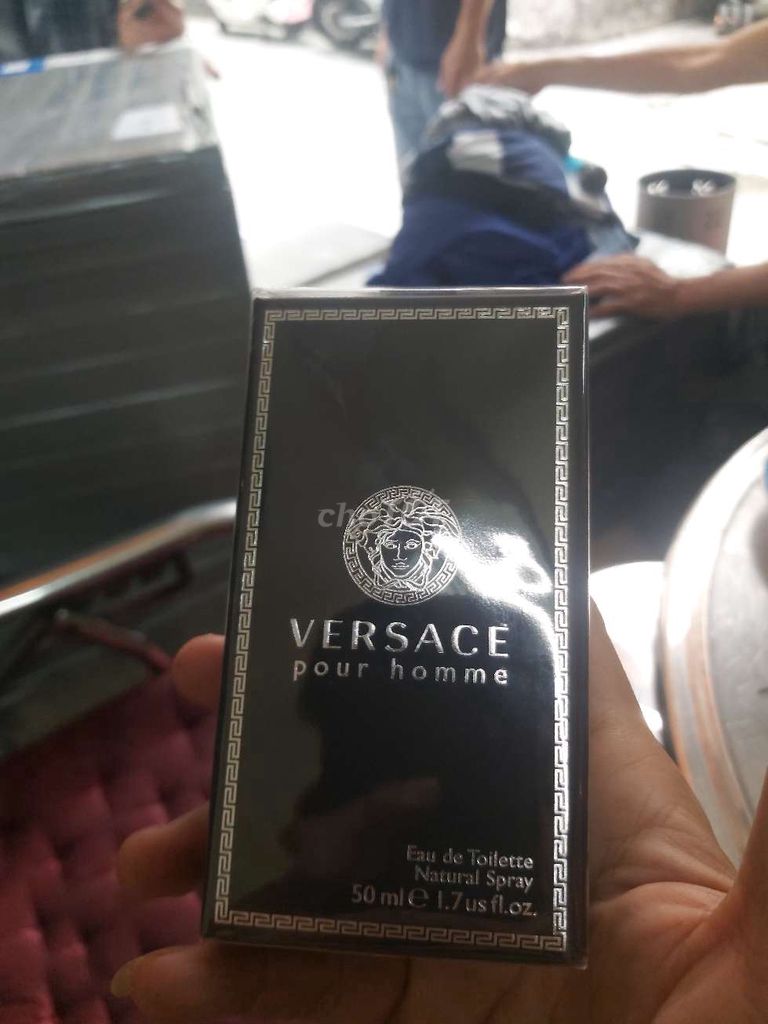 VERSACE
pour homme
Eau de Toilette
Natural Spray
50 ml ℮ 1.7 us fl.oz.